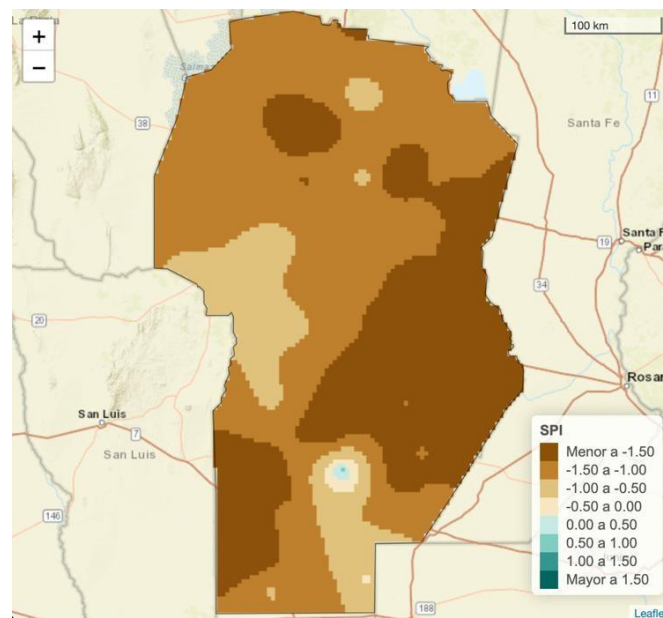 +
−
100 km
38
11
Santa Fe
Santa F
19
Par
34
20
Rosar
San Luis
7
San Luis
146
188
SPI
Menor a -1.50
-1.50 a -1.00
-1.00 a -0.50
-0.50 a 0.00
0.00 a 0.50
0.50 a 1.00
1.00 a 1.50
Mayor a 1.50
Leafle